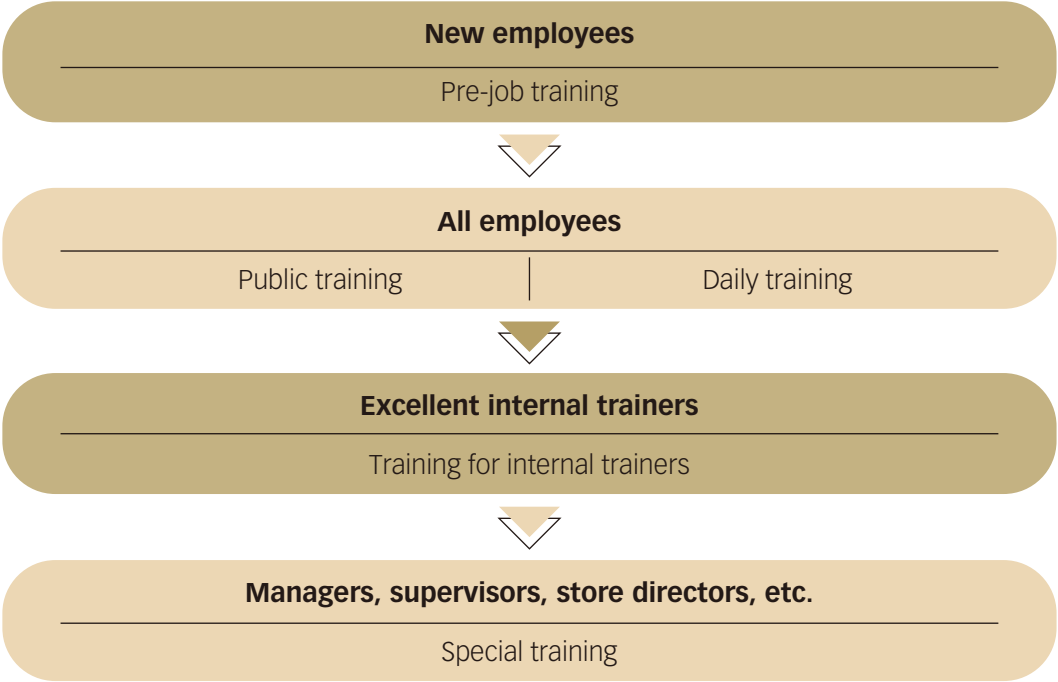 New employees
Pre-job training
All employees
Public training
Daily training
Excellent internal trainers
Training for internal trainers
Managers, supervisors, store directors, etc.
Special training